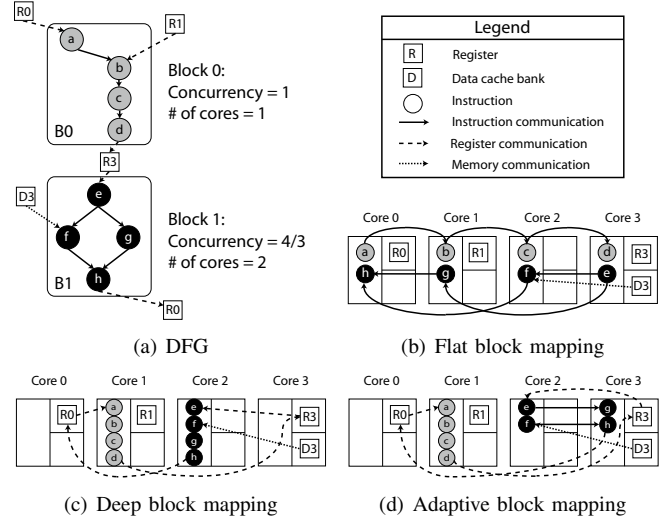 R0
R1
a
b
c
d
B0
Block 0:
Concurrency = 1
# of cores = 1
R3
D3
e
f
g
h
B1
Block 1:
Concurrency = 4/3
# of cores = 2
R0
(a) DFG
Legend
R Register
D Data cache bank
Instruction
Instruction communication
Register communication
Memory communication
Core 0 Core 1 Core 2 Core 3
a R0 b R1 c d R3
h g f e D3
(b) Flat block mapping
Core 0 Core 1 Core 2 Core 3
R0 a R1 e R3
b f
c g D3
d h
(c) Deep block mapping
Core 0 Core 1 Core 2 Core 3
R0 a R1 e g R3
b f h
c D3
d
(d) Adaptive block mapping